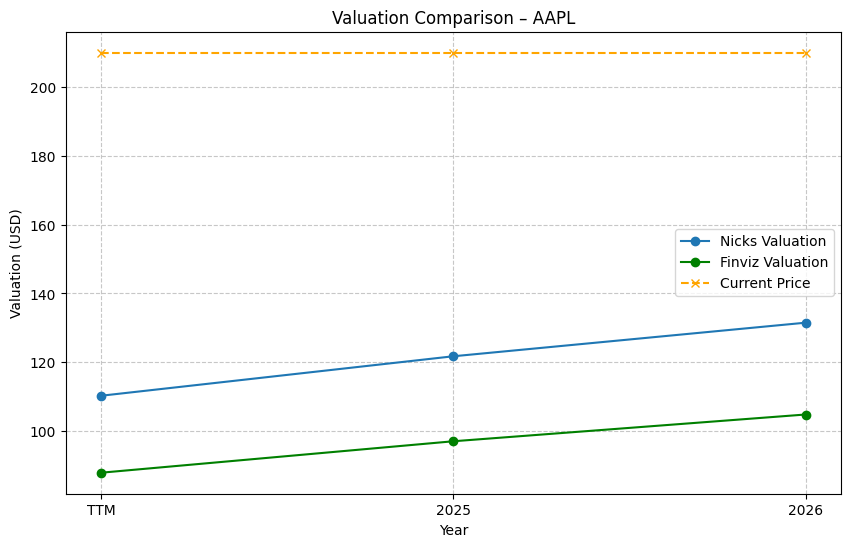 Valuation Comparison – AAPL
Valuation (USD)
200
180
160
140
120
100
Nicks Valuation
Finviz Valuation
Current Price
TTM
2025
2026
Year